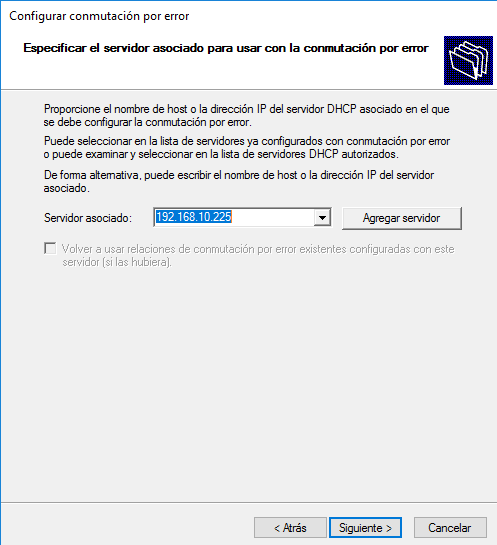 Configurar conmutación por error
Especificar el servidor asociado para usar con la conmutación por error
Proporcione el nombre de host o la dirección IP del servidor DHCP asociado en el que
se debe configurar la conmutación por error.
Puede seleccionar en la lista de servidores ya configurados con conmutación por error
o puede examinar y seleccionar en la lista de servidores DHCP autorizados.
De forma alternativa, puede escribir el nombre de host o la dirección IP del servidor
asociado.
Servidor asociado: 192.168.10.225 Agregar servidor
Volver a usar relaciones de conmutación por error existentes configuradas con este
servidor (si las hubiera).
< Atrás Siguiente > Cancelar